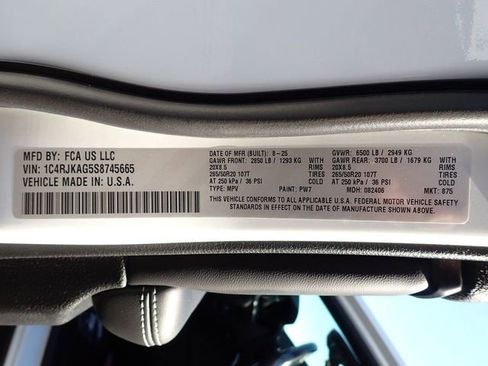 MFD BY: FCA US LLC
VIN: 1C4RJKAG5S8745665
VEHICLE MADE IN U.S.A.
DATE OF MFR (BUILT): 8-25 GVWR: 6500 LB / 2949 KG
GAWR FRONT: 2850 LB / 1293 KG GAWR REAR: 3700 LB / 1679 KG
20X8.5 RIMS 20X8.5 RIMS
265/50R20 107T TIRES 265/50R20 107T TIRES
AT 250 kPa / 36 PSI COLD AT 250 kPa / 36 PSI COLD
TYPE: MPV PAINT: PW7 MDH: 082406 MKT: 875
THIS VEHICLE CONFORMS TO ALL APPLICABLE U.S.A. FEDERAL MOTOR VEHICLE SAFETY
STANDARDS IN EFFECT ON THE DATE OF MANUFACTURE SHOWN ABOVE